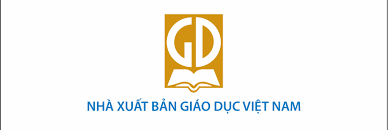 GD
NHÀ XUẤT BẢN GIÁO DỤC VIỆT NAM